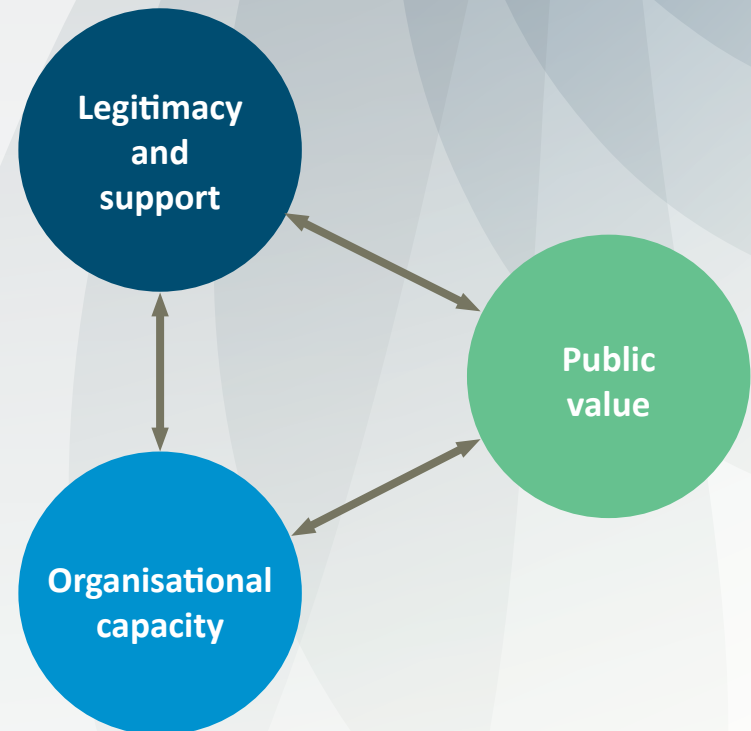 Legitimacy
and
support
Public
value
Organisational
capacity